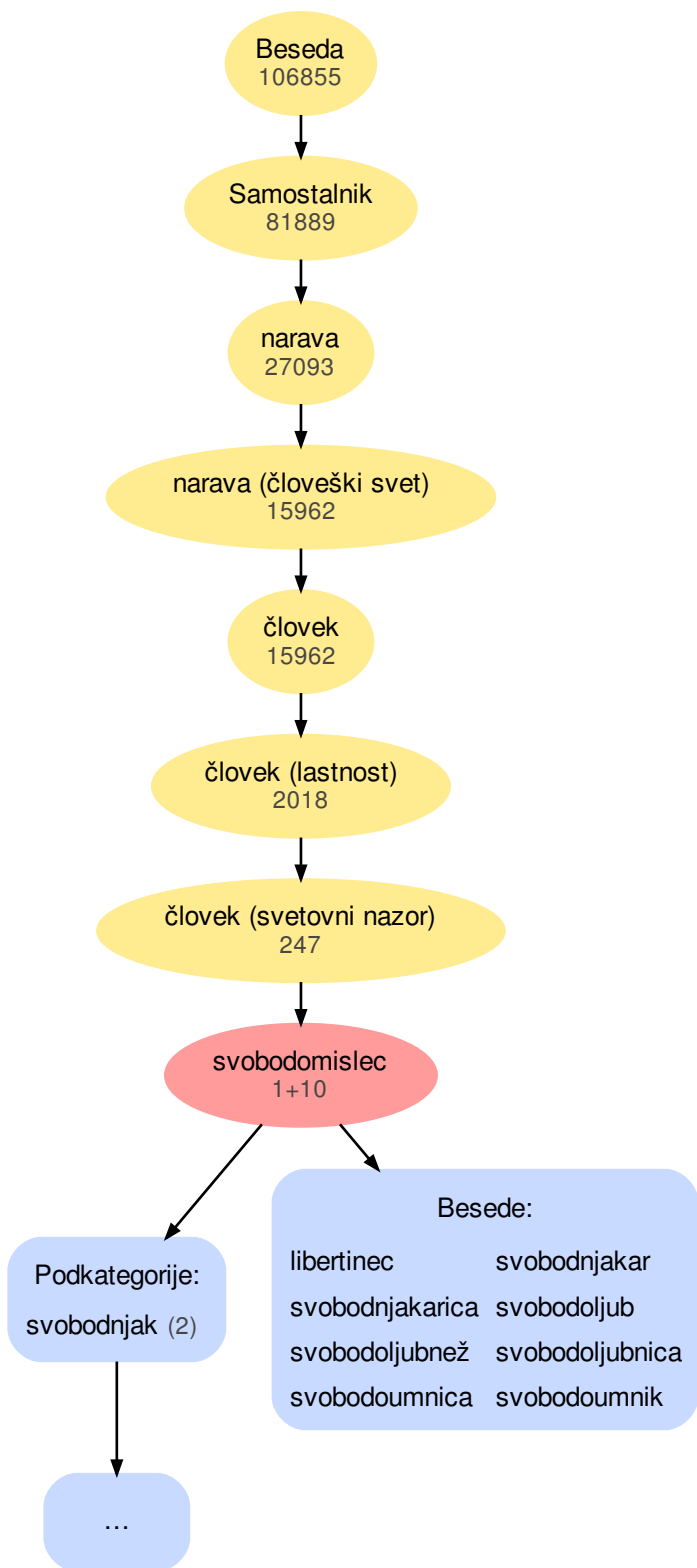 Beseda
106855
Samostalnik
81889
narava
27093
narava (človeški svet)
15962
človek
15962
človek (lastnost)
2018
človek (svetovni nazor)
247
svobodomislec
1+10
Podkategorije:
svobodnjak (2)
...
Besede:
libertinec svobodnjakar
svobodnjakarica svobodoljub
svobodoljubnež svobodoljubnica
svobodoumnica svobodoumnik